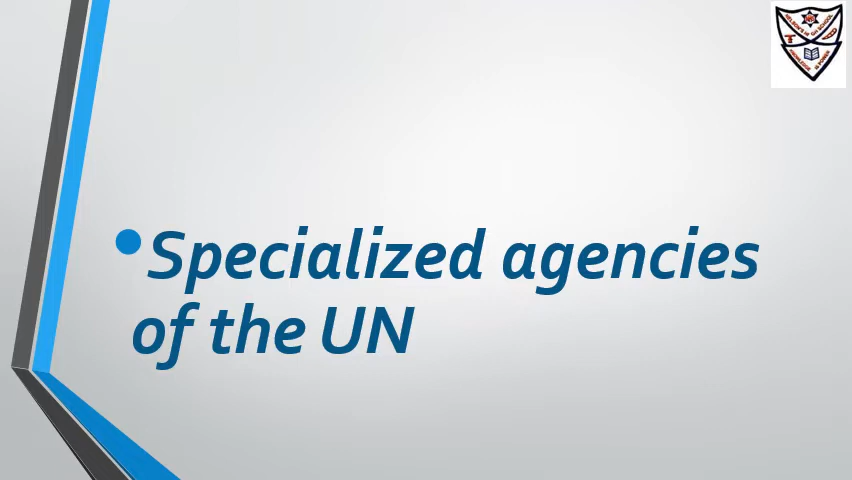 • Specialized agencies
of the UN